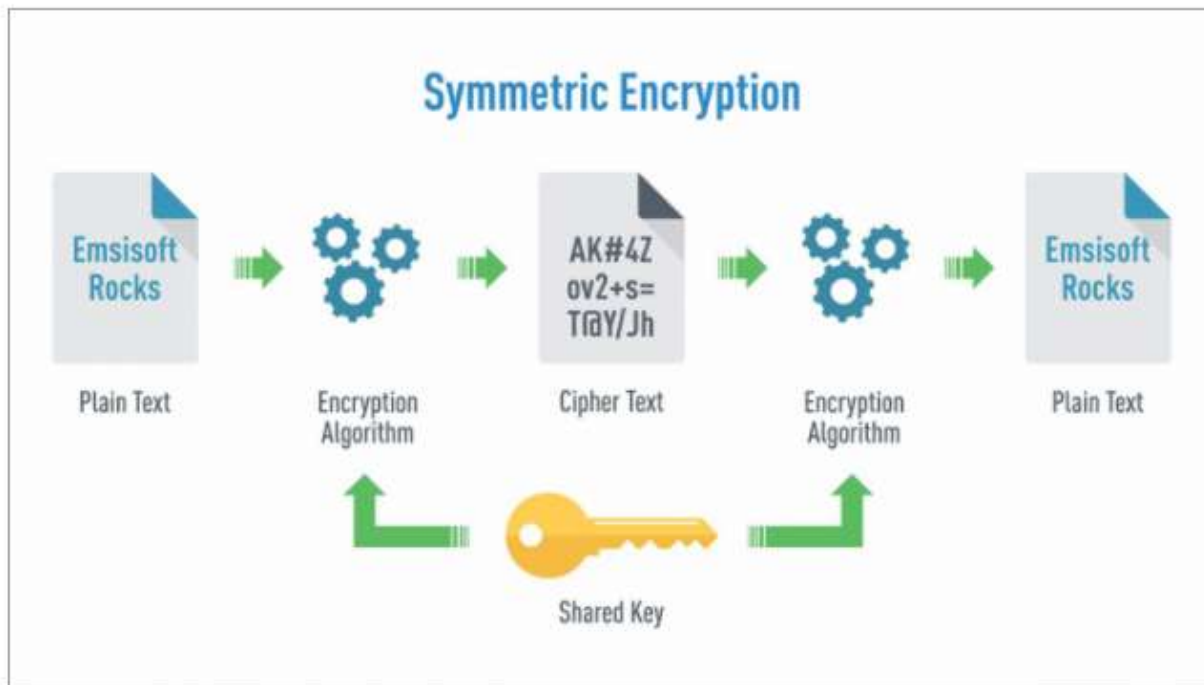 Symmetric Encryption
Emsisoft
Rocks
AK#4Z
ov2+s=
T@Y/Jh
Emsisoft
Rocks
Plain Text
Encryption
Algorithm
Cipher Text
Encryption
Algorithm
Plain Text
Shared Key